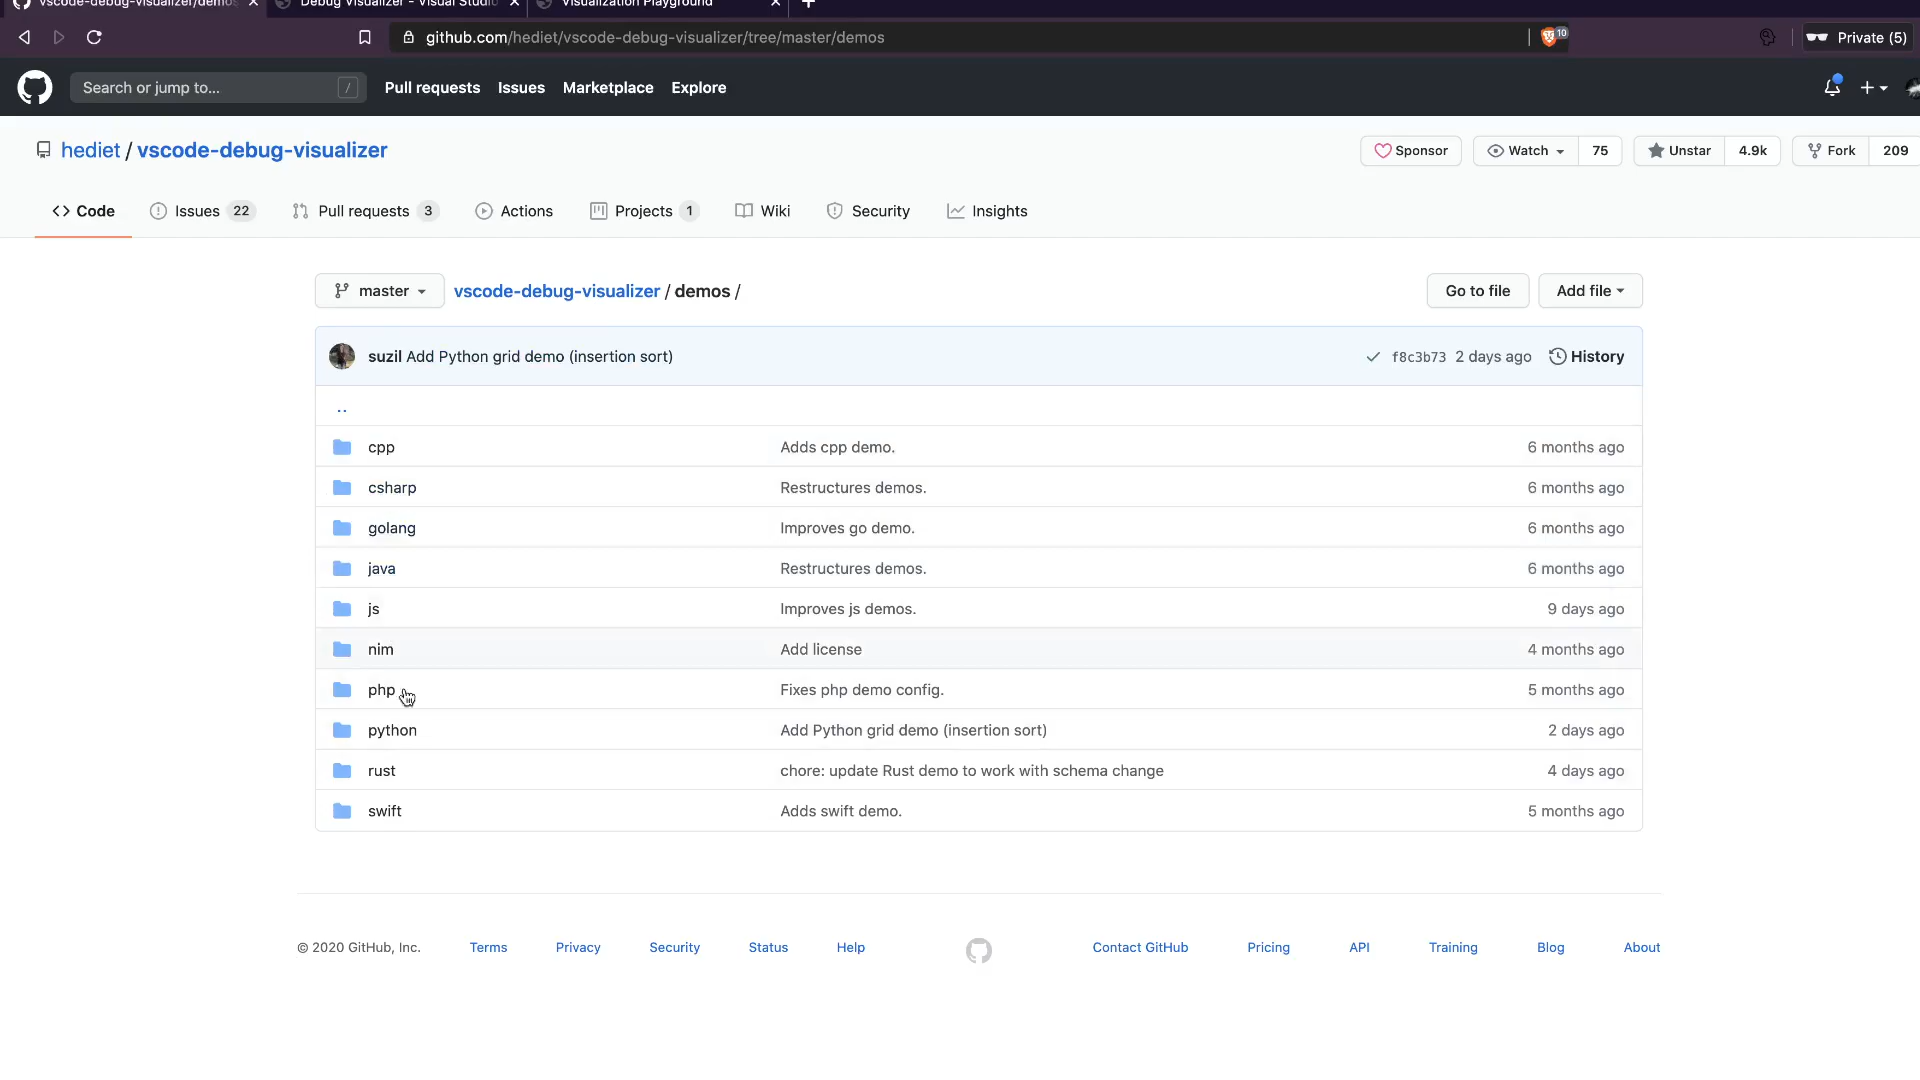 vscode-debug-visualizer/demos
Debug Visualizer - Visual Studio
Visualization Playground
github.com/hediet/vscode-debug-visualizer/tree/master/demos
10
Private (5)
Search or jump to...
/
Pull requests
Issues
Marketplace
Explore
hediet / vscode-debug-visualizer
Sponsor
Watch
75
Unstar
4.9k
Fork
209
Code
Issues 22
Pull requests 3
Actions
Projects 1
Wiki
Security
Insights
master
vscode-debug-visualizer / demos /
Go to file
Add file
suzil Add Python grid demo (insertion sort)
f8c3b73 2 days ago
History
..
cpp Adds cpp demo. 6 months ago
csharp Restructures demos. 6 months ago
golang Improves go demo. 6 months ago
java Restructures demos. 6 months ago
js Improves js demos. 9 days ago
nim Add license 4 months ago
php Fixes php demo config. 5 months ago
python Add Python grid demo (insertion sort) 2 days ago
rust chore: update Rust demo to work with schema change 4 days ago
swift Adds swift demo. 5 months ago
© 2020 GitHub, Inc.
Terms
Privacy
Security
Status
Help
Contact GitHub
Pricing
API
Training
Blog
About